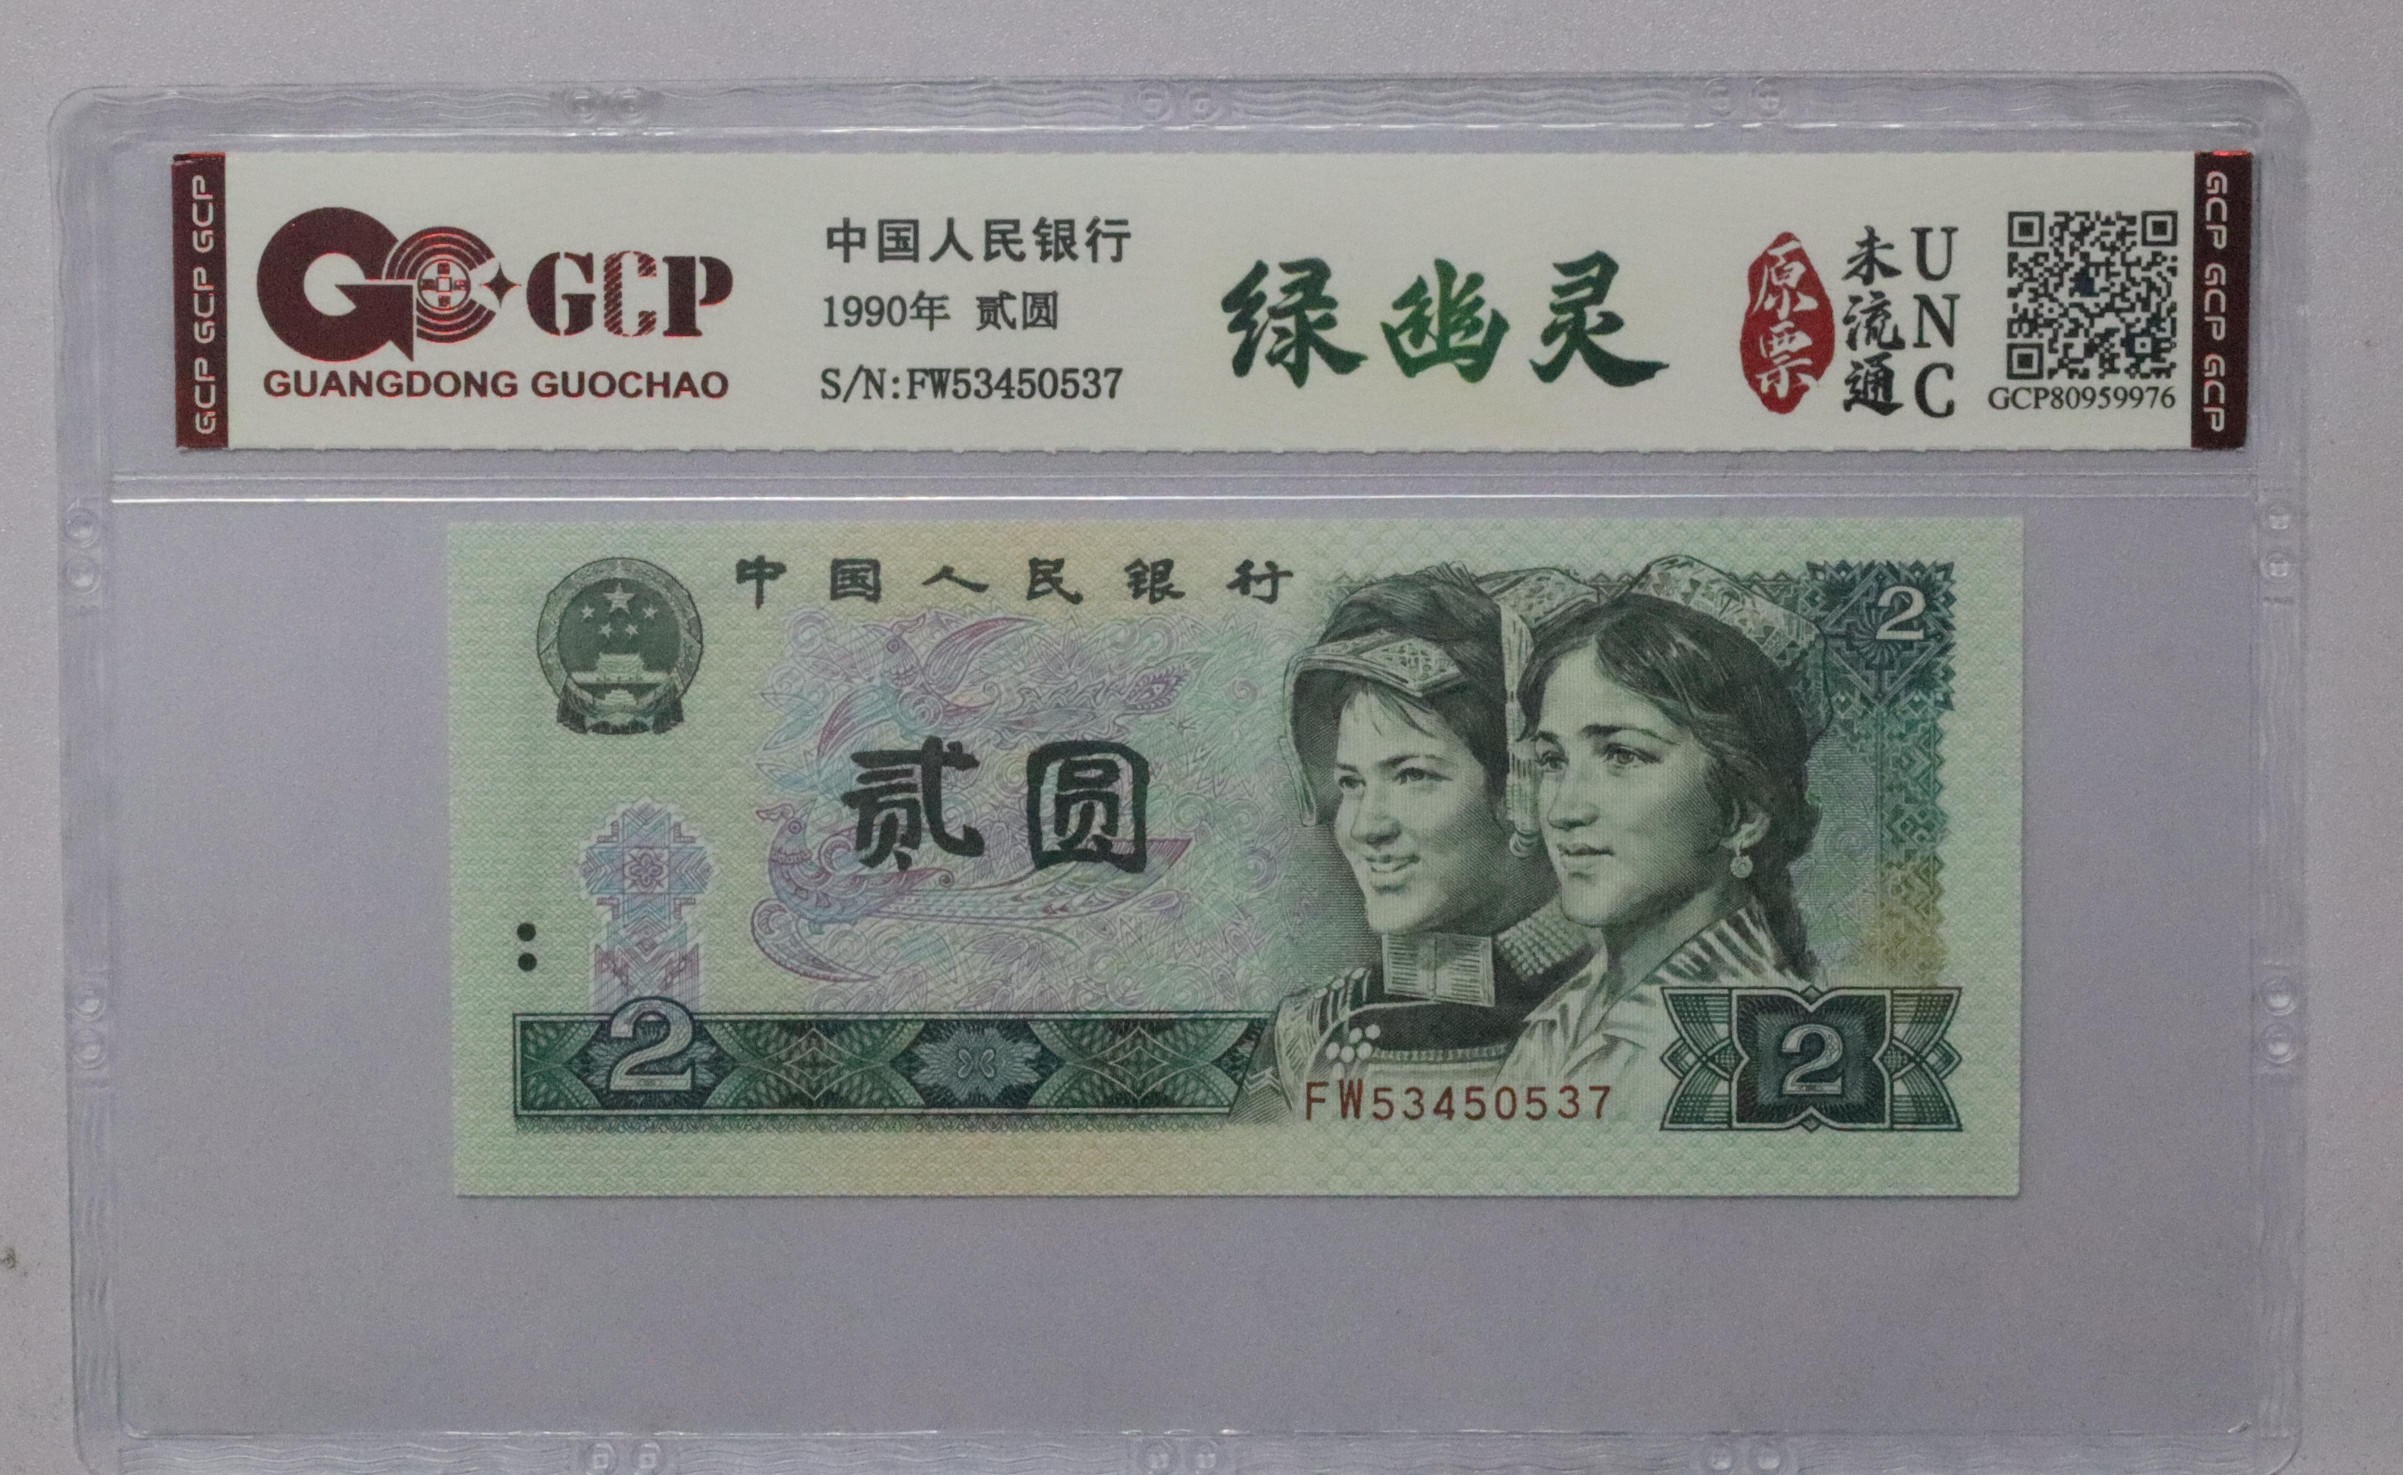 GCP GCP GCP
GCP
GUANGDONG GUOCHAO
中国人民银行
1990年 贰圆
S/N:FW53450537
绿幽灵
原票
未流通
UNC
GCP80959976
GCP GCP GCP
中国人民银行
2
贰圆
2
FW53450537
2